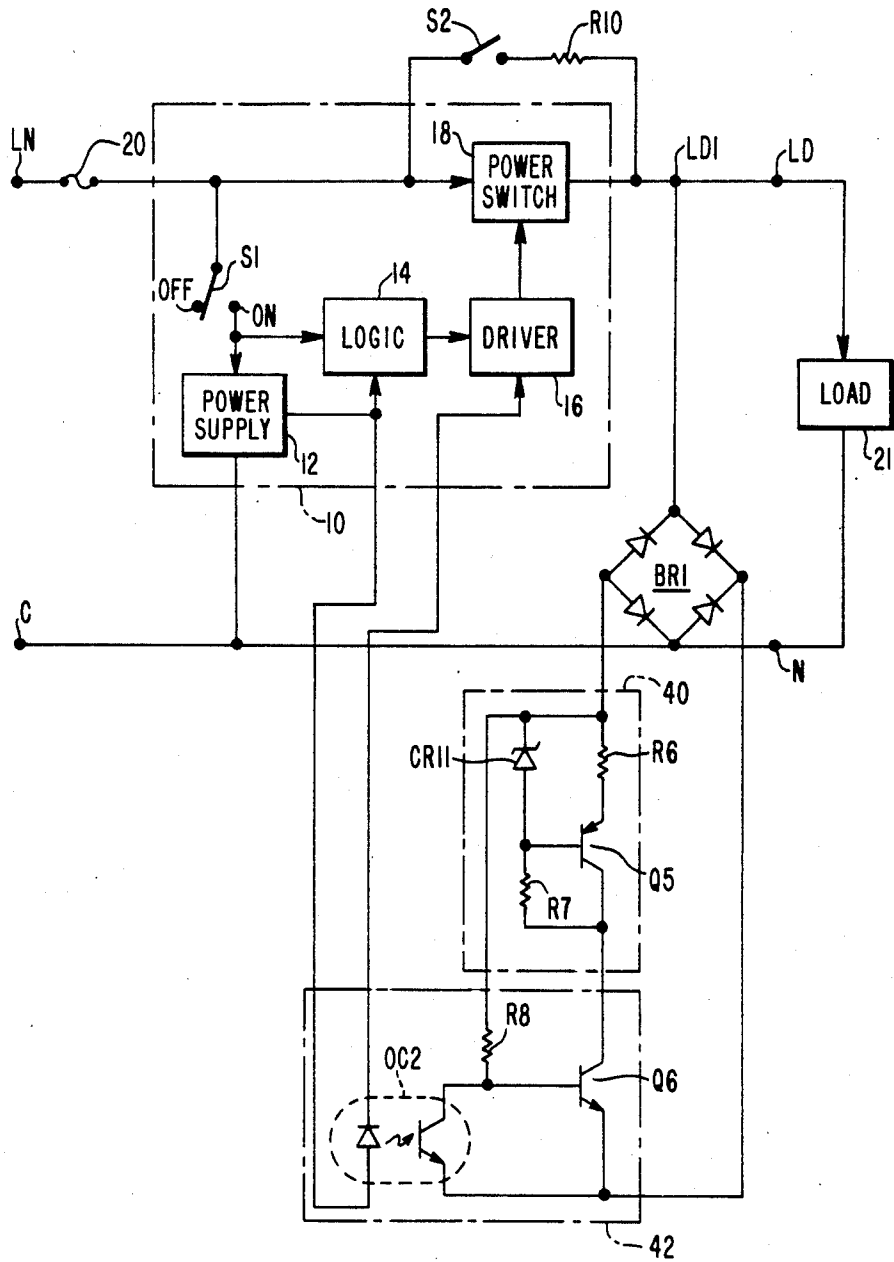 S2
R10
LN
20
18
POWER
SWITCH
LD1
LD
S1
OFF
ON
14
LOGIC
DRIVER
16
POWER
SUPPLY
12
10
LOAD
21
BR1
C
N
40
CR11
R6
Q5
R7
R8
OC2
Q6
42